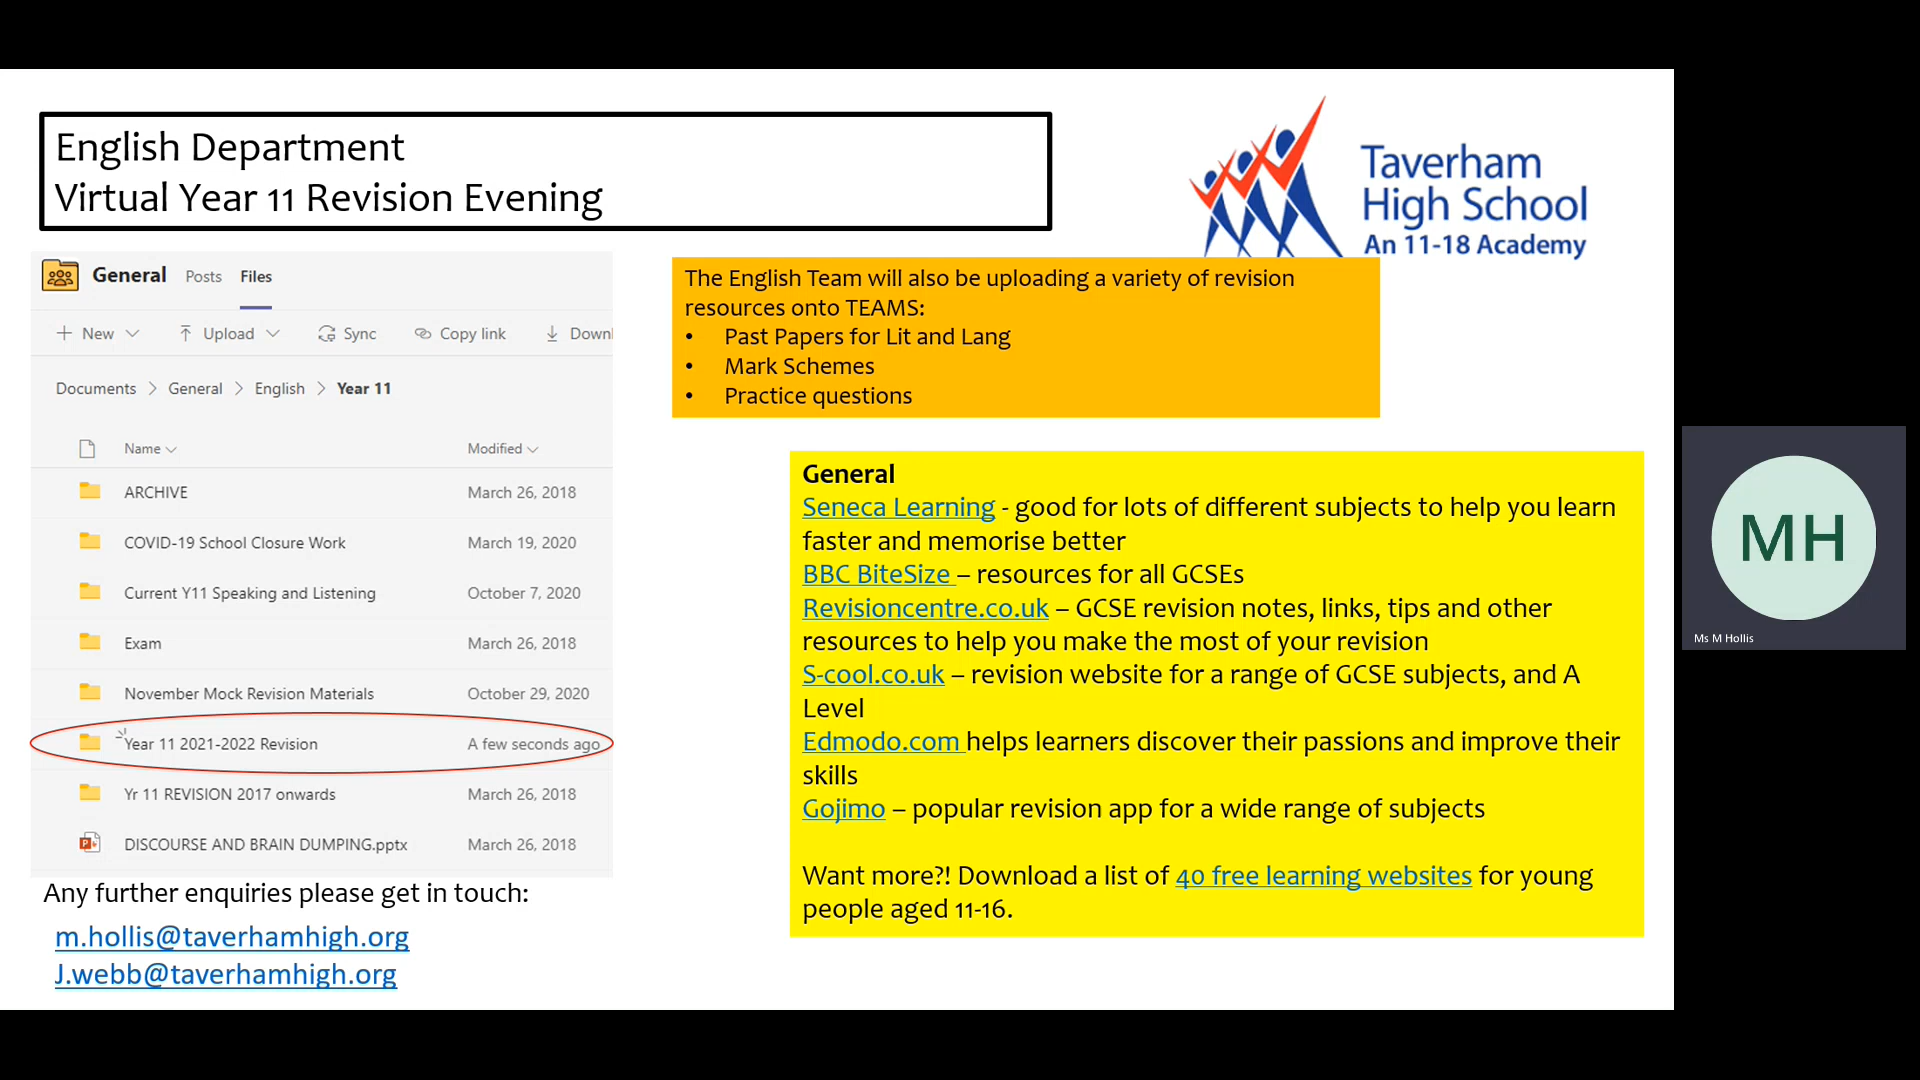 English Department
Virtual Year 11 Revision Evening
Taverham
High School
An 11-18 Academy
General Posts Files
New Upload Sync Copy link Downl
Documents > General > English > Year 11
Name Modified
ARCHIVE March 26, 2018
COVID-19 School Closure Work March 19, 2020
Current Y11 Speaking and Listening October 7, 2020
Exam March 26, 2018
November Mock Revision Materials October 29, 2020
Year 11 2021-2022 Revision A few seconds ago
Yr 11 REVISION 2017 onwards March 26, 2018
DISCOURSE AND BRAIN DUMPING.pptx March 26, 2018
Any further enquiries please get in touch:
m.hollis@taverhamhigh.org
J.webb@taverhamhigh.org
The English Team will also be uploading a variety of revision
resources onto TEAMS:
• Past Papers for Lit and Lang
• Mark Schemes
• Practice questions
General
Seneca Learning - good for lots of different subjects to help you learn
faster and memorise better
BBC BiteSize – resources for all GCSEs
Revisioncentre.co.uk – GCSE revision notes, links, tips and other
resources to help you make the most of your revision
S-cool.co.uk – revision website for a range of GCSE subjects, and A
Level
Edmodo.com helps learners discover their passions and improve their
skills
Gojimo – popular revision app for a wide range of subjects
Want more?! Download a list of 40 free learning websites for young
people aged 11-16.
MH
Ms M Hollis